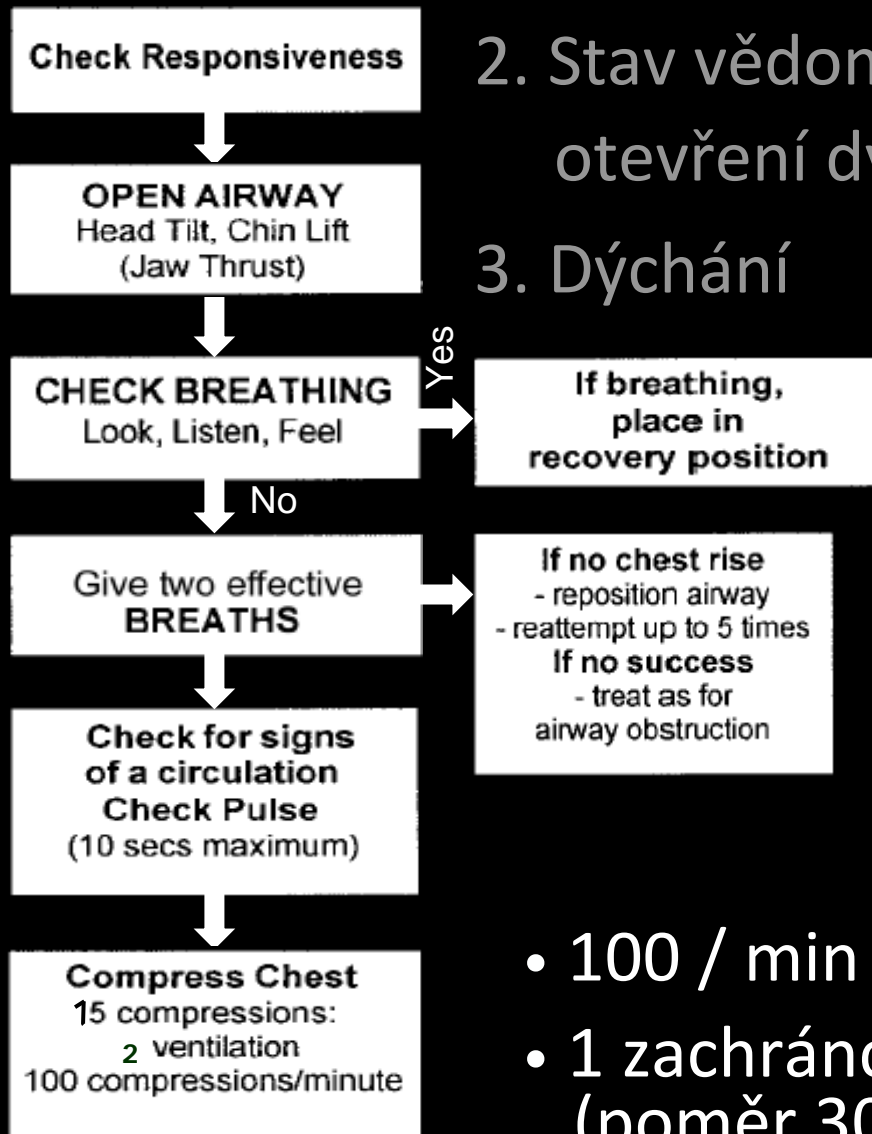 Check Responsiveness
OPEN AIRWAY
Head Tilt, Chin Lift
(Jaw Thrust)
CHECK BREATHING
Look, Listen, Feel
Yes
If breathing,
place in
recovery position
No
Give two effective
BREATHS
If no chest rise
- reposition airway
- reattempt up to 5 times
If no success
- treat as for
airway obstruction
Check for signs
of a circulation
Check Pulse
(10 secs maximum)
Compress Chest
15 compressions:
2 ventilation
100 compressions/minute
2. Stav
otevření
3. Dýchání
• 100 / min
• 1
(poměr 30